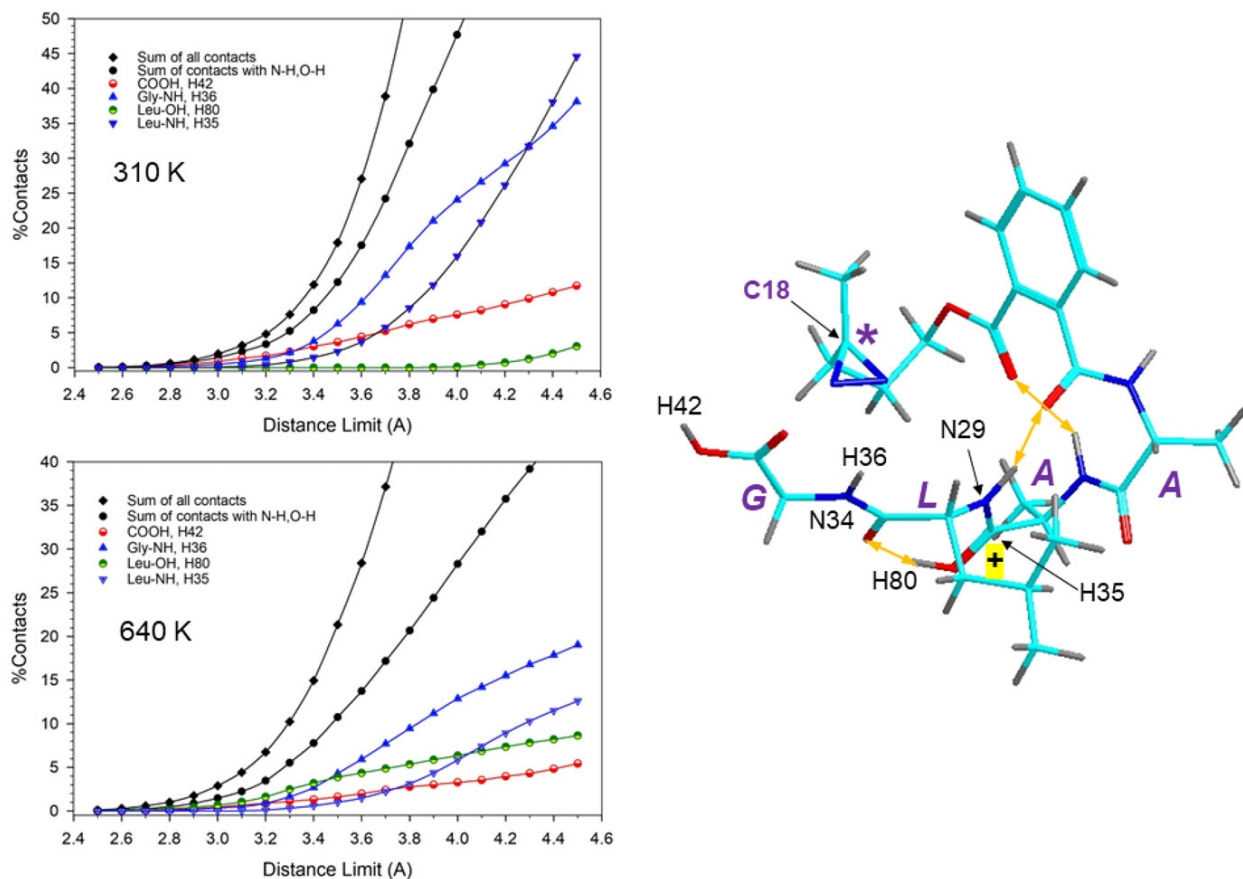 50
45
40
35
30
25
20
15
10
5
0
%Contacts
Sum of all contacts
Sum of contacts with N-H,O-H
COOH, H42
Gly-NH, H36
Leu-OH, H80
Leu-NH, H35
310 K
2.4 2.6 2.8 3.0 3.2 3.4 3.6 3.8 4.0 4.2 4.4 4.6
Distance Limit (A)
40
35
30
25
20
15
10
5
0
%Contacts
Sum of all contacts
Sum of contacts with N-H,O-H
COOH, H42
Gly-NH, H36
Leu-OH, H80
Leu-NH, H35
640 K
2.4 2.6 2.8 3.0 3.2 3.4 3.6 3.8 4.0 4.2 4.4 4.6
Distance Limit (A)
C18
*
H42
N29
H36
G
N34
L
A
A
H80
+
H35